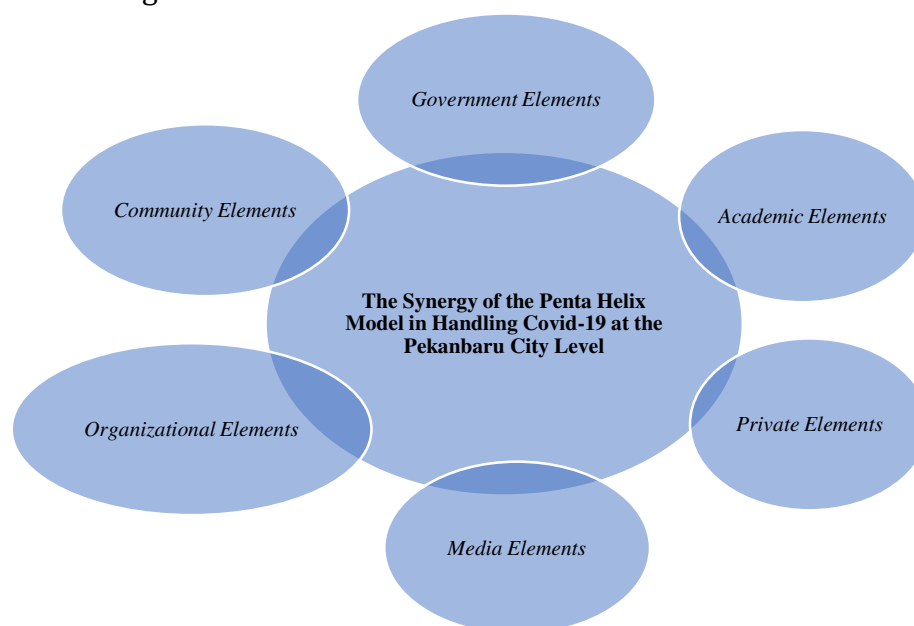 Government Elements
Community Elements
Academic Elements
The Synergy of the Penta Helix
Model in Handling Covid-19 at the
Pekanbaru City Level
Organizational Elements
Private Elements
Media Elements